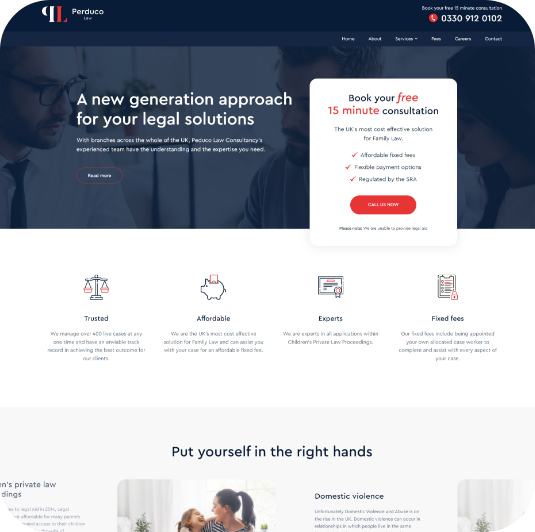 Perduco
Law
Book your free 15 minute consultation
0330 912 0102
Home About Services Fees Careers Contact
A new generation approach
for your legal solutions
With branches across the whole of the UK, Peduco Law Consultancy's
experienced team have the understanding and the expertise you need.
Read more
Book your free
15 minute consultation
The UK's most cost effective solution
for Family Law.
Affordable fixed fees
Flexible payment options
Regulated by the SRA
CALL US NOW
Please note: We are unable to provide legal aid
Trusted
We manage over 400 live cases at any
one time and have an enviable track
record in achieving the best outcome for
our clients.
Affordable
We are the UK's most cost effective
solution for Family Law and can assist you
with your case for an affordable fixed fee.
Experts
We are experts in all applications within
Children's Private Law Proceedings.
Fixed fees
Our fixed fees include being appointed
your own allocated case worker to
complete and assist with every aspect of
your case.
Put yourself in the right hands
n's private law
dings
Domestic violence
Unfortunately Domestic Violence and Abuse is on
the rise in the UK. Domestic violence can occur in
relationships in which people live in the same